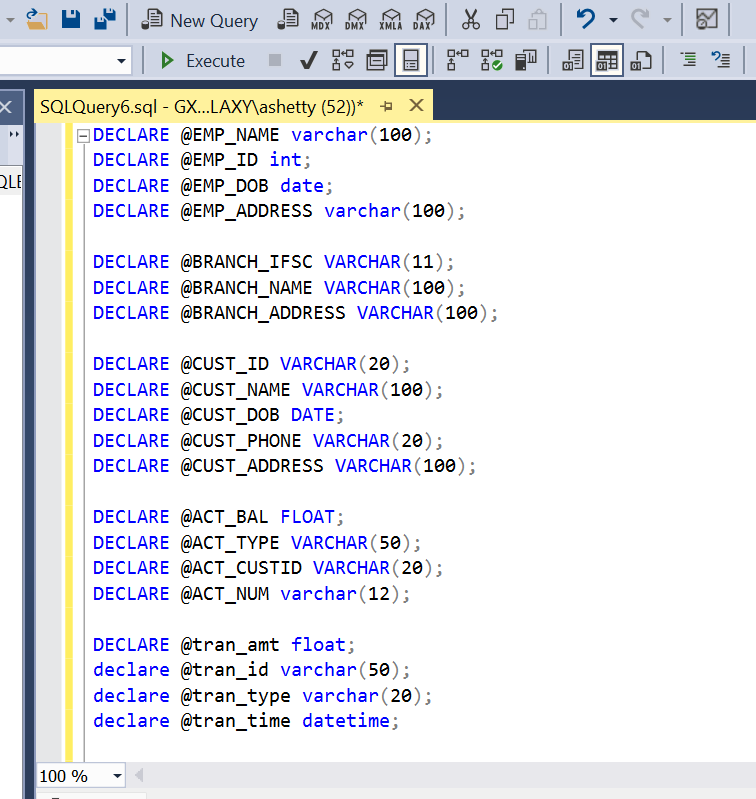 New Query
MDX
DMX
XMLA
DAX
Execute
SQLQuery6.sql - GX...LAXY\ashetty (52))*
DECLARE @EMP_NAME varchar(100);
DECLARE @EMP_ID int;
DECLARE @EMP_DOB date;
DECLARE @EMP_ADDRESS varchar(100);
DECLARE @BRANCH_IFSC VARCHAR(11);
DECLARE @BRANCH_NAME VARCHAR(100);
DECLARE @BRANCH_ADDRESS VARCHAR(100);
DECLARE @CUST_ID VARCHAR(20);
DECLARE @CUST_NAME VARCHAR(100);
DECLARE @CUST_DOB DATE;
DECLARE @CUST_PHONE VARCHAR(20);
DECLARE @CUST_ADDRESS VARCHAR(100);
DECLARE @ACT_BAL FLOAT;
DECLARE @ACT_TYPE VARCHAR(50);
DECLARE @ACT_CUSTID VARCHAR(20);
DECLARE @ACT_NUM varchar(12);
DECLARE @tran_amt float;
declare @tran_id varchar(50);
declare @tran_type varchar(20);
declare @tran_time datetime;
100 %